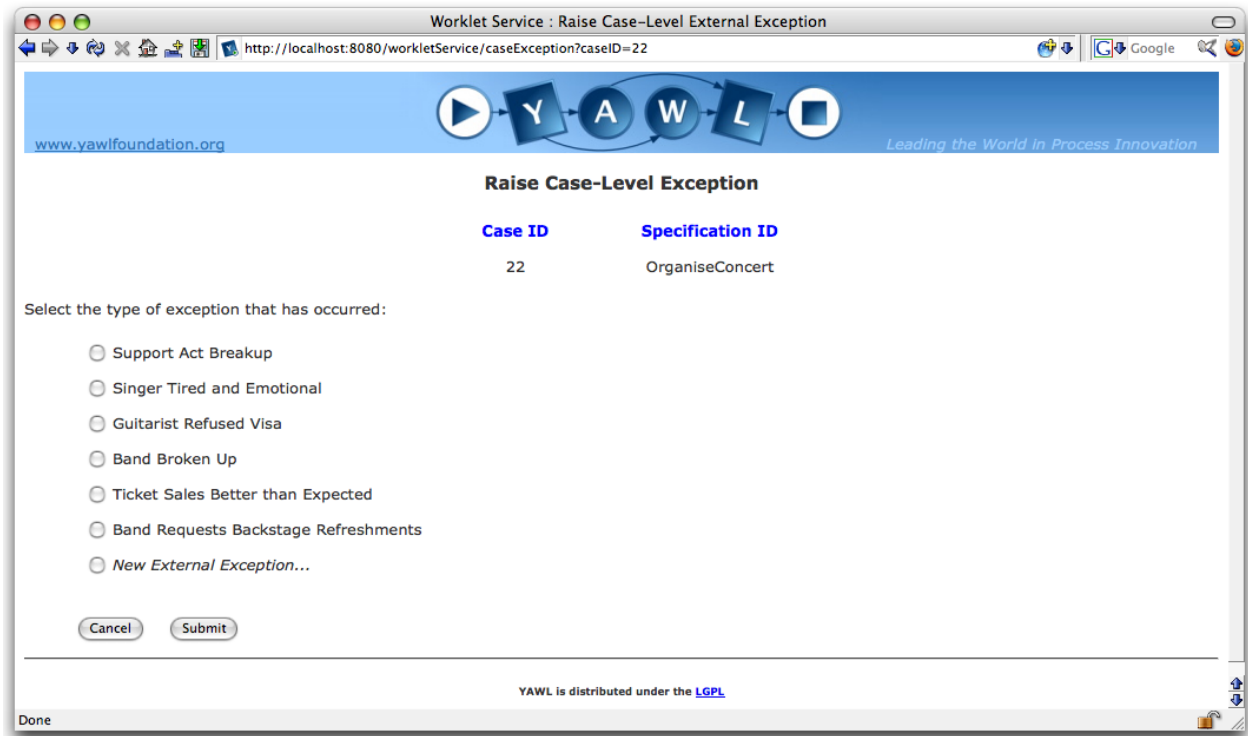 Worklet Service : Raise Case-Level External Exception
http://localhost:8080/workletService/caseException?caseID=22
G Google
Y A W L
www.yawlfoundation.org
Leading the World in Process Innovation
Raise Case-Level Exception
Case ID Specification ID
22 OrganiseConcert
Select the type of exception that has occurred:
Support Act Breakup
Singer Tired and Emotional
Guitarist Refused Visa
Band Broken Up
Ticket Sales Better than Expected
Band Requests Backstage Refreshments
New External Exception...
Cancel Submit
YAWL is distributed under the LGPL
Done